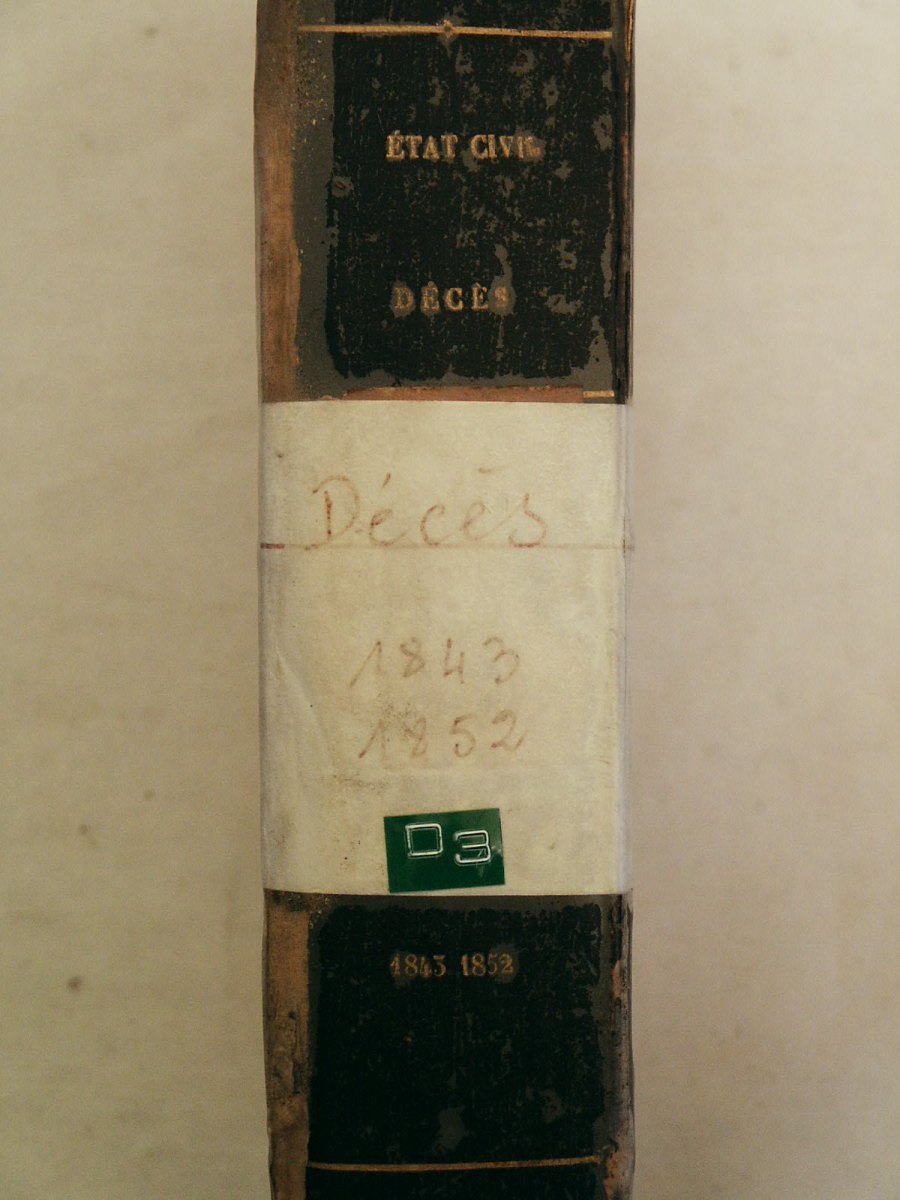 ÉTAT CIVIL
DÉCÈS
Décès
1843
1852
D3
1843 1852